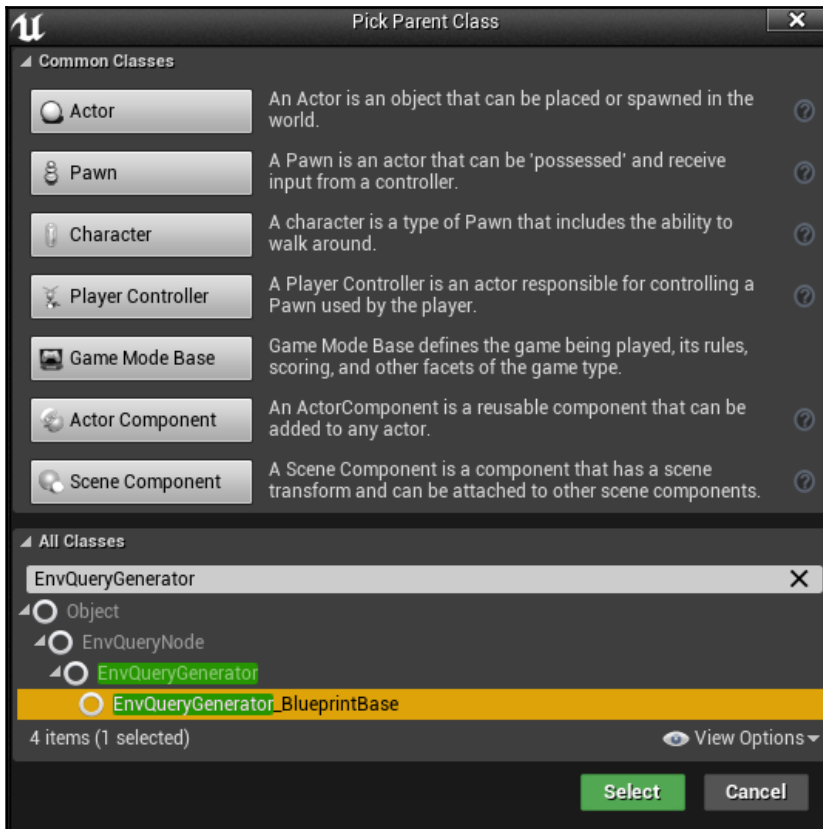 Pick Parent Class
Common Classes
Actor
An Actor is an object that can be placed or spawned in the
world.
Pawn
A Pawn is an actor that can be 'possessed' and receive
input from a controller.
Character
A character is a type of Pawn that includes the ability to
walk around.
Player Controller
A Player Controller is an actor responsible for controlling a
Pawn used by the player.
Game Mode Base
Game Mode Base defines the game being played, its rules,
scoring, and other facets of the game type.
Actor Component
An ActorComponent is a reusable component that can be
added to any actor.
Scene Component
A Scene Component is a component that has a scene
transform and can be attached to other scene components.
All Classes
EnvQueryGenerator
Object
EnvQueryNode
EnvQueryGenerator
EnvQueryGenerator_BlueprintBase
4 items (1 selected)
View Options
Select
Cancel